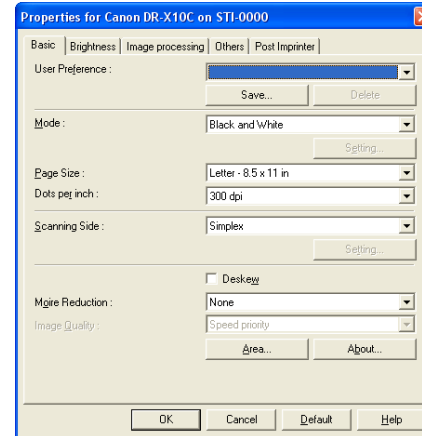 Properties for Canon DR-X10C on STI-0000
Basic Brightness Image processing Others Post Imprinter
User Preference :
Save... Delete
Mode : Black and White
Setting...
Page Size : Letter - 8.5 x 11 in
Dots per inch : 300 dpi
Scanning Side : Simplex
Setting...
Deskew
Moire Reduction : None
Image Quality : Speed priority
Area... About...
OK Cancel Default Help